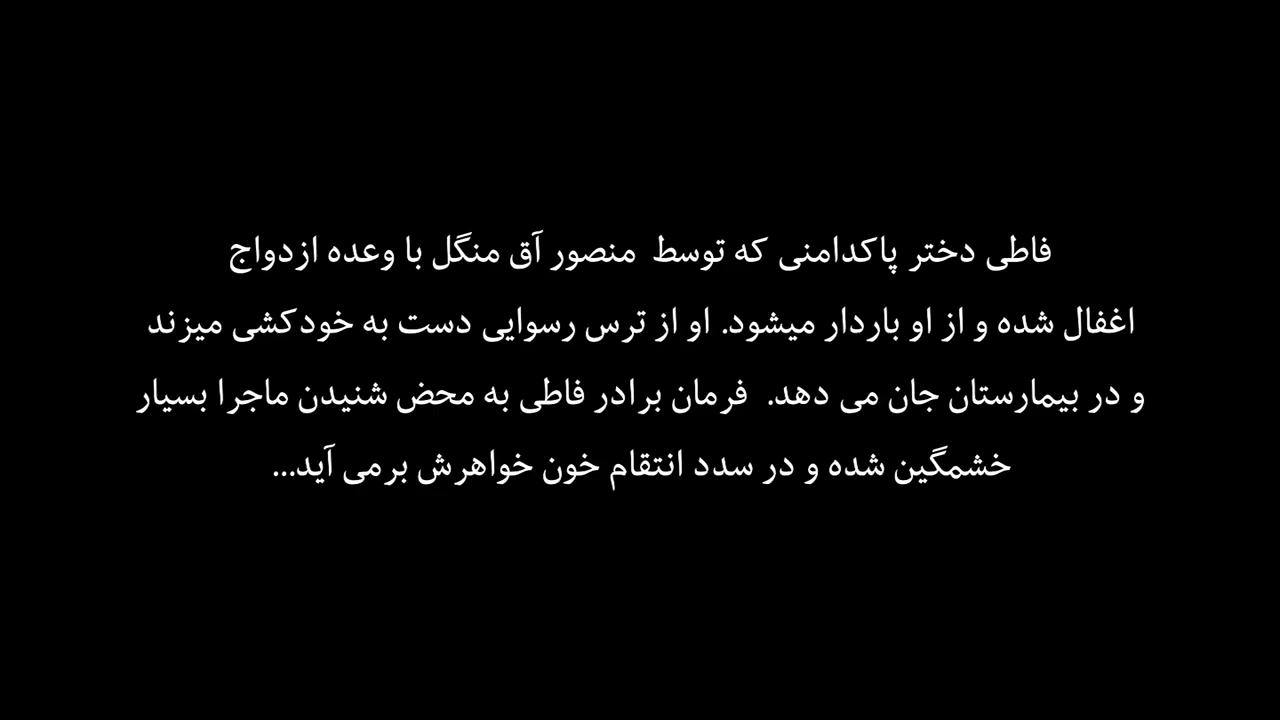 فاطی دختر پاکدامنی که توسط منصور آق منگل با وعده ازدواج
اغفال شده و از او باردار میشود. او از ترس رسوایی دست به خودکشی میزند
و در بیمارستان جان می دهد. فرمان برادر فاطی به محض شنیدن ماجرا بسیار
خشمگین شده و در سدد انتقام خون خواهرش برمی آید...